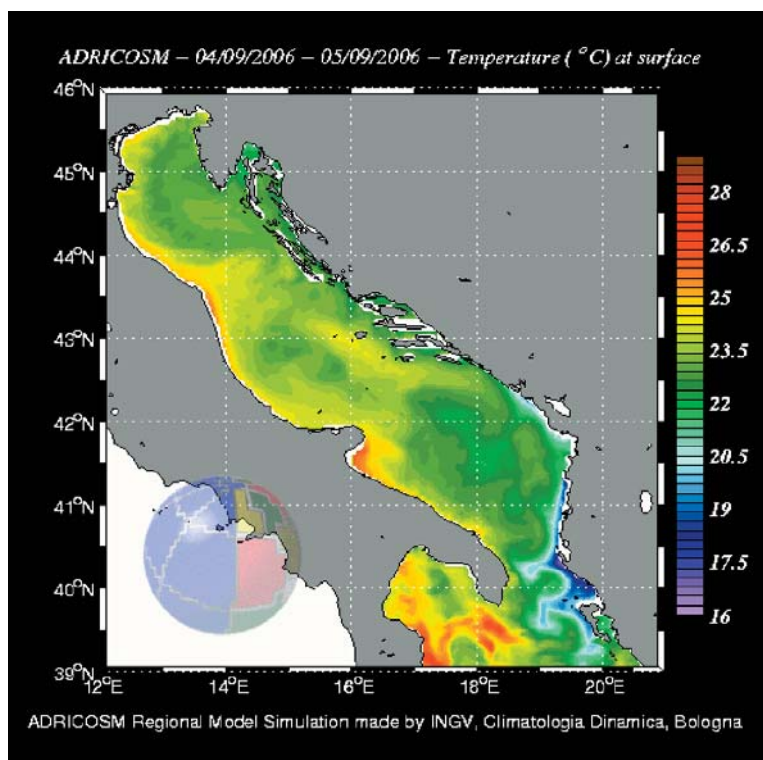 ADRICOSM – 04/09/2006 – 05/09/2006 – Temperature ( °C) at surface
46°N
45°N
44°N
43°N
42°N
41°N
40°N
39°N
12°E 14°E 16°E 18°E 20°E
28
26.5
25
23.5
22
20.5
19
17.5
16
ADRICOSM Regional Model Simulation made by INGV, Climatologia Dinamica, Bologna